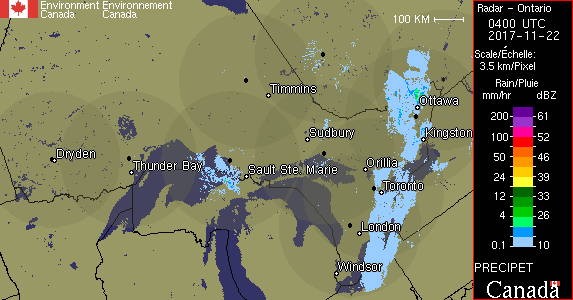 Environment Environnement
Canada Canada
100 KM
Timmins
Ottawa
Sudbury
Kingston
Dryden
Thunder Bay
Sault Ste. Marie
Orillia
Toronto
London
Windsor
Radar - Ontario
0400 UTC
2017-11-22
Scale/Échelle:
3.5 km/Pixel
Rain/Pluie
mm/hr dBZ
200 61
100 52
50 46
24 39
12 33
4 26
0.1 10
PRECIPET
Canada